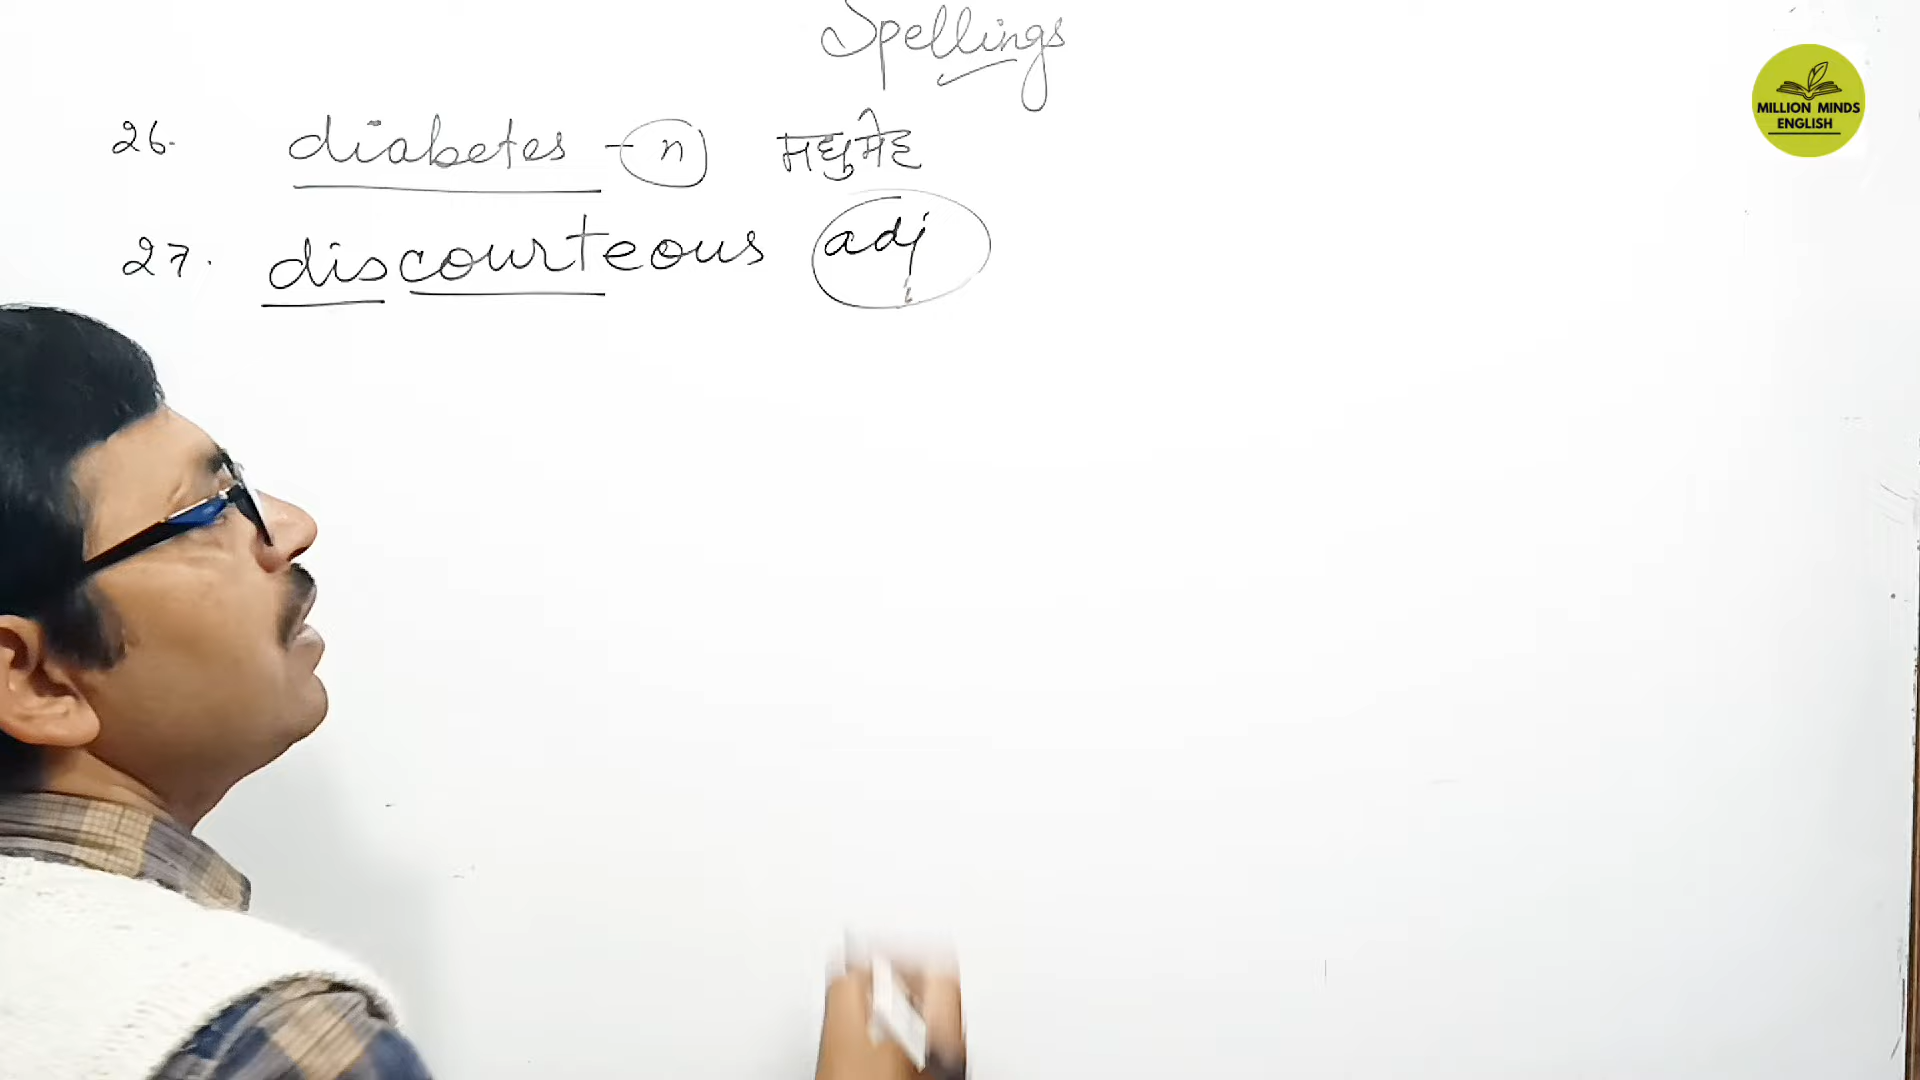 Spellings
MILLION MINDS
ENGLISH
26. diabetes - n मधुमेह
27. discourteous adj